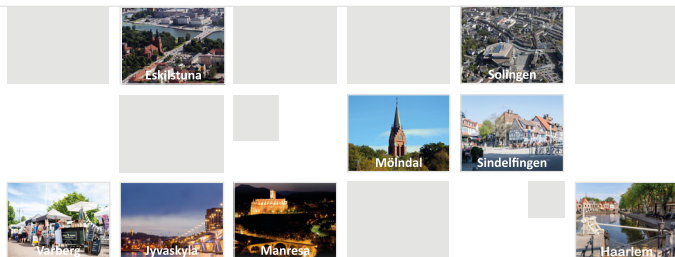 Eskilstuna
Solingen
Mölndal
Sindelfingen
Varberg
Jyvaskyla
Manresa
Haarlem